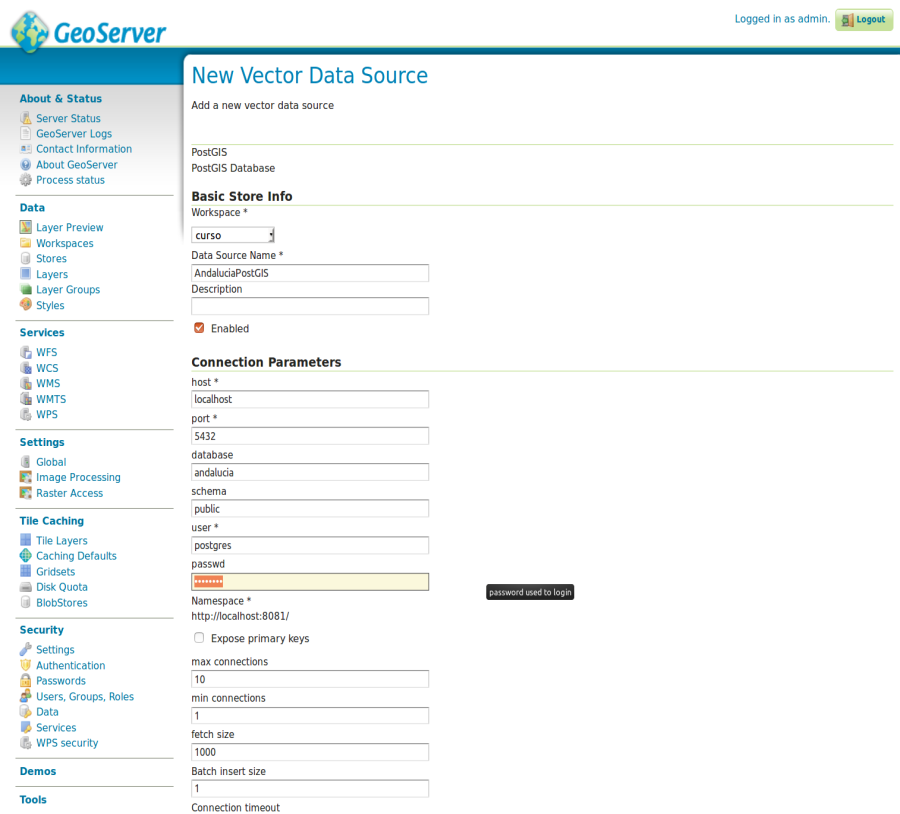 GeoServer
Logged in as admin.
Logout
About & Status
Server Status
GeoServer Logs
Contact Information
About GeoServer
Process status
Data
Layer Preview
Workspaces
Stores
Layers
Layer Groups
Styles
Services
WFS
WCS
WMS
WMTS
WPS
Settings
Global
Image Processing
Raster Access
Tile Caching
Tile Layers
Caching Defaults
Gridsets
Disk Quota
BlobStores
Security
Settings
Authentication
Passwords
Users, Groups, Roles
Data
Services
WPS security
Demos
Tools
New Vector Data Source
Add a new vector data source
PostGIS
PostGIS Database
Basic Store Info
Workspace *
curso
Data Source Name *
AndaluciaPostGIS
Description
Enabled
Connection Parameters
host *
localhost
port *
5432
database
andalucia
schema
public
user *
postgres
passwd
••••••••
password used to login
Namespace *
http://localhost:8081/
Expose primary keys
max connections
10
min connections
1
fetch size
1000
Batch insert size
1
Connection timeout